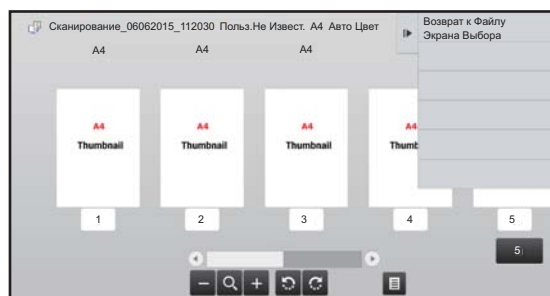 Сканирование_06062015_112030 Польз.Не Извест. A4 Авто Цвет
Возврат к Файлу
Экрана Выбора
A4 A4 A4
A4 A4 A4 A4
Thumbnail Thumbnail Thumbnail Thumb
1 2 3 4 5
5